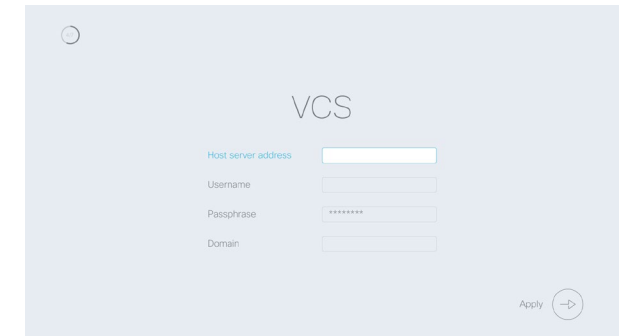 VCS
Host server address
Username
Passphrase
********
Domain
Apply